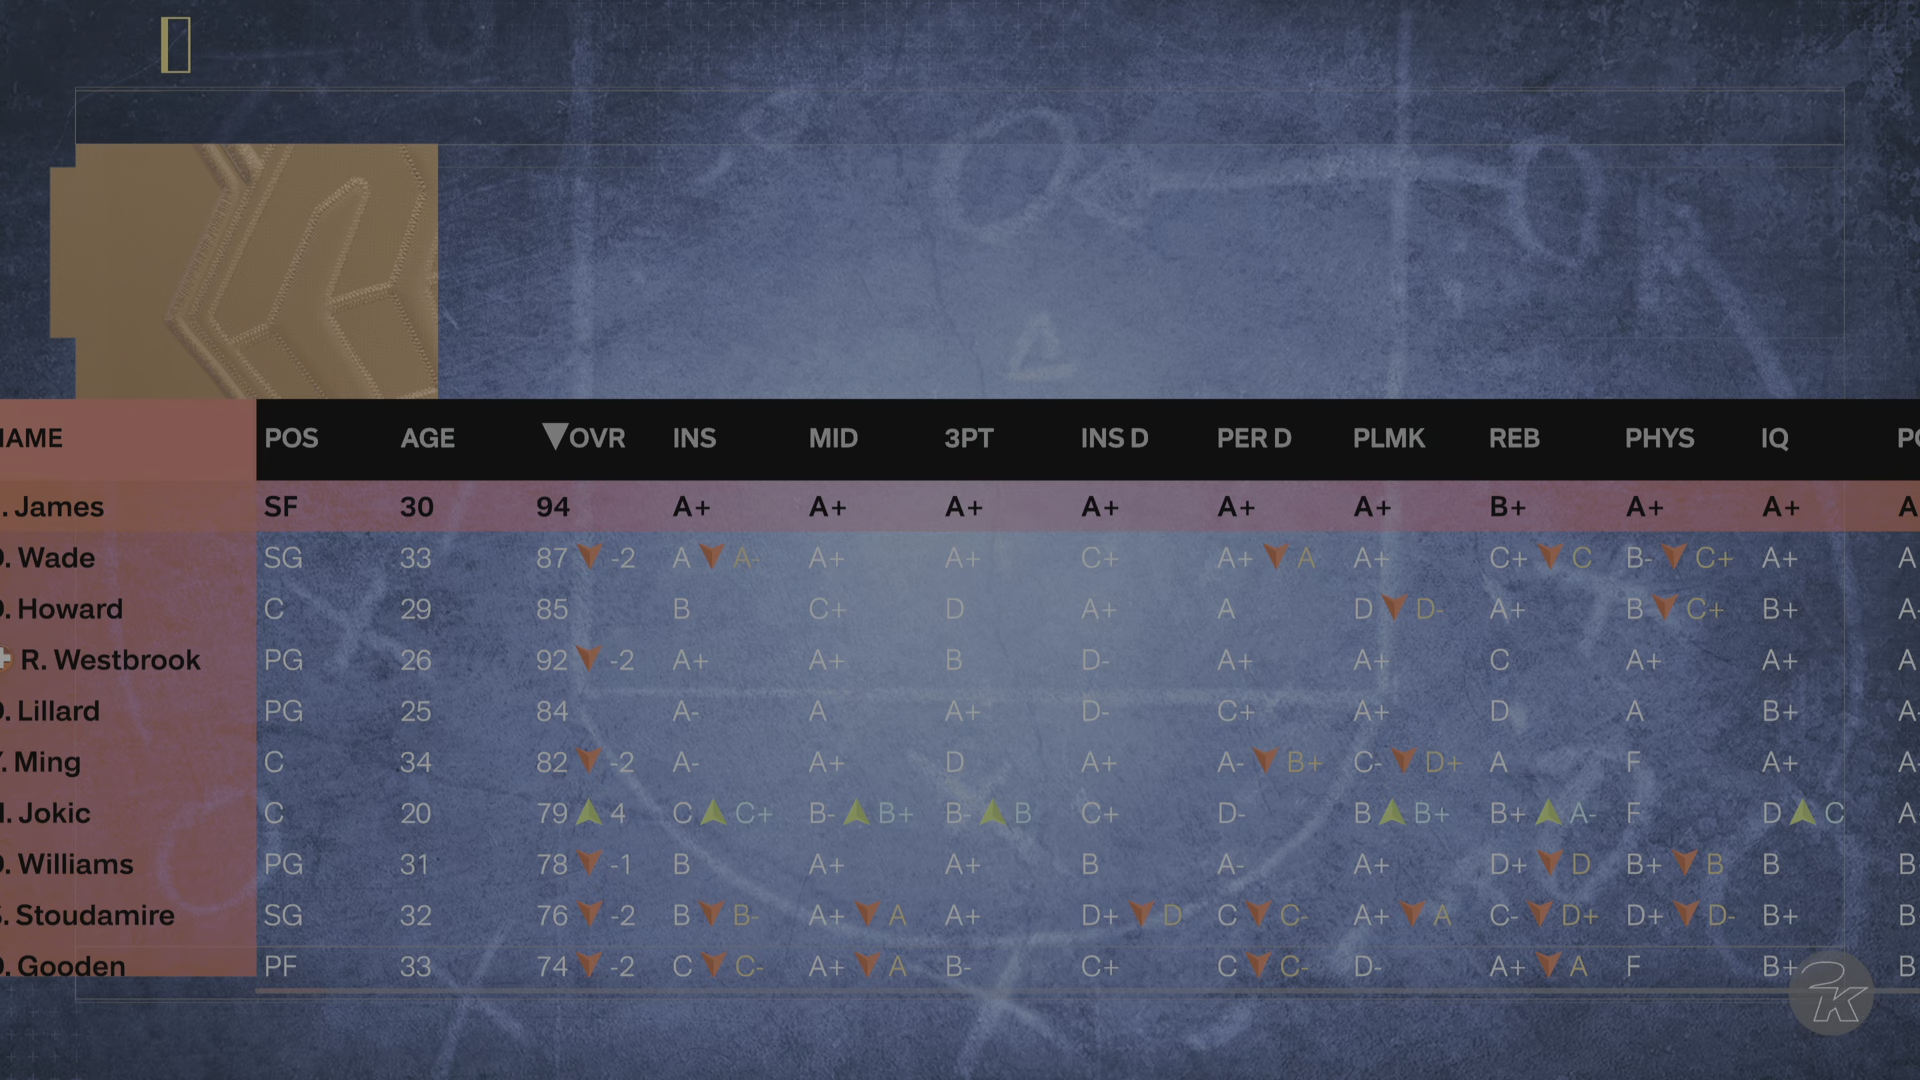 NAME POS AGE OVR INS MID 3PT INS D PER D PLMK REB PHYS IQ
. James SF 30 94 A+ A+ A+ A+ A+ A+ B+ A+ A+ A
D. Wade SG 33 87 -2 A A- A+ A+ C+ A+ A A+ C+ C B- C+ A+ A
D. Howard C 29 85 B C+ D A+ A D D- A+ B C+ B+ A
R. Westbrook PG 26 92 -2 A+ A+ B D- A+ A+ C A+ A+ A
D. Lillard PG 25 84 A- A A+ D- C+ A+ D A B+ A
Y. Ming C 34 82 -2 A- A+ D A+ A- B+ C- D+ A F A+ A
N. Jokic C 20 79 4 C C+ B- B+ B- B C+ D- B B+ B+ A- F D C A
D. Williams PG 31 78 -1 B A+ A+ B A- A+ D+ D B+ B B B
S. Stoudamire SG 32 76 -2 B B- A+ A A+ D+ D C C- A+ A C- D+ D+ D- B+ B
D. Gooden PF 33 74 -2 C C- A+ A B- C+ C C- D- A+ A F B+ B
2K